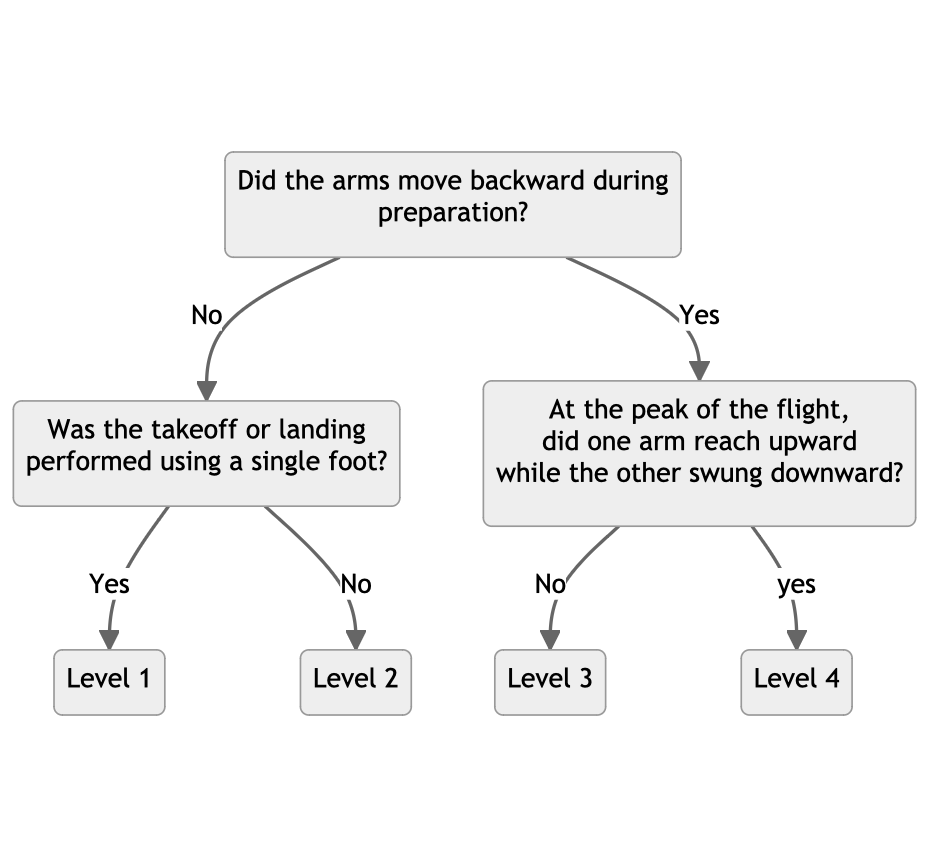 Did the arms move backward during
preparation?
No
Yes
Was the takeoff or landing
performed using a single foot?
At the peak of the flight,
did one arm reach upward
while the other swung downward?
Yes
No
No
yes
Level 1
Level 2
Level 3
Level 4